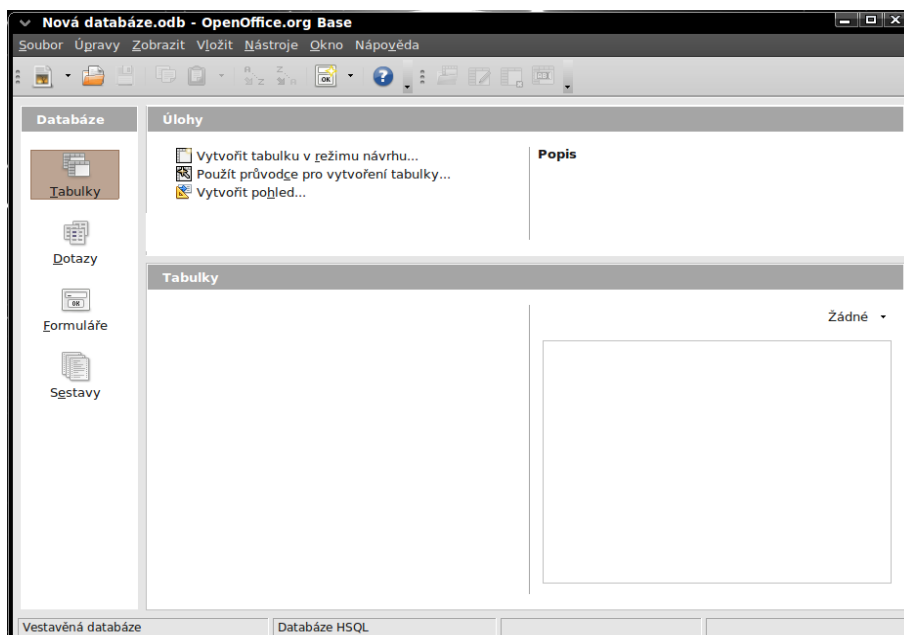 Nová databáze.odb - OpenOffice.org Base
Soubor Úpravy Zobrazit Vložit Nástroje Okno Nápověda
Databáze
Tabulky
Dotazy
Formuláře
Sestavy
Úlohy
Vytvořit tabulku v režimu návrhu...
Použít průvodce pro vytvoření tabulky...
Vytvořit pohled...
Popis
Tabulky
Žádné
Vestavěná databáze
Databáze HSQL